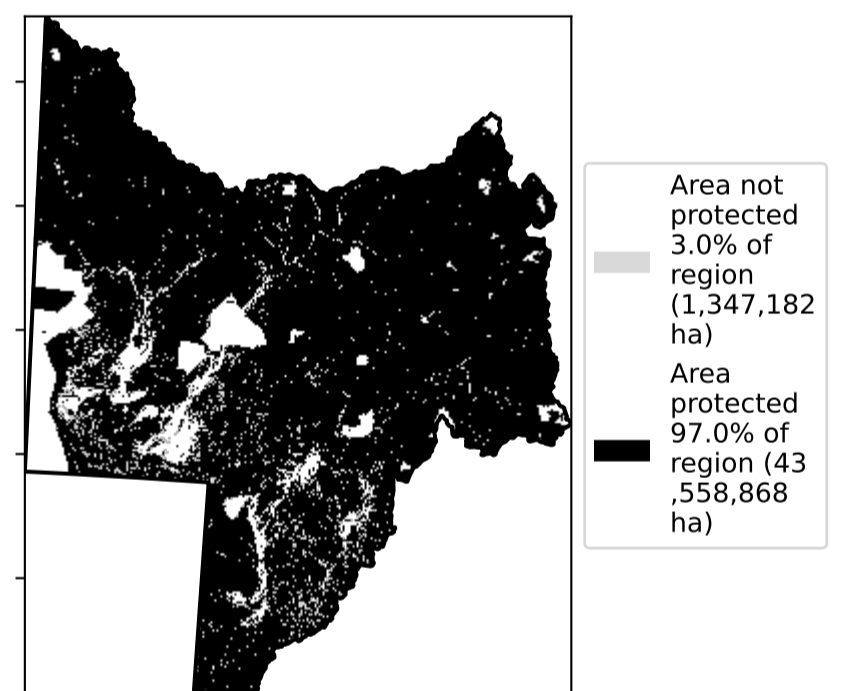 Area not
protected
3.0% of
region
(1,347,182
ha)
Area
protected
97.0% of
region (43
,558,868
ha)